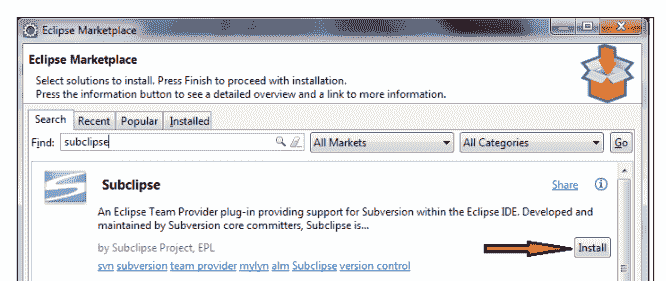 Eclipse Marketplace
Eclipse Marketplace
Select solutions to install. Press Finish to proceed with installation.
Press the information button to see a detailed overview and a link to more information.
Search Recent Popular Installed
Find: subclipse All Markets All Categories Go
Subclipse Share
An Eclipse Team Provider plug-in providing support for Subversion within the Eclipse IDE. Developed and
maintained by Subversion core committers, Subclipse is...
by Subclipse Project, EPL Install
svn subversion team provider mylyn alm Subclipse version control